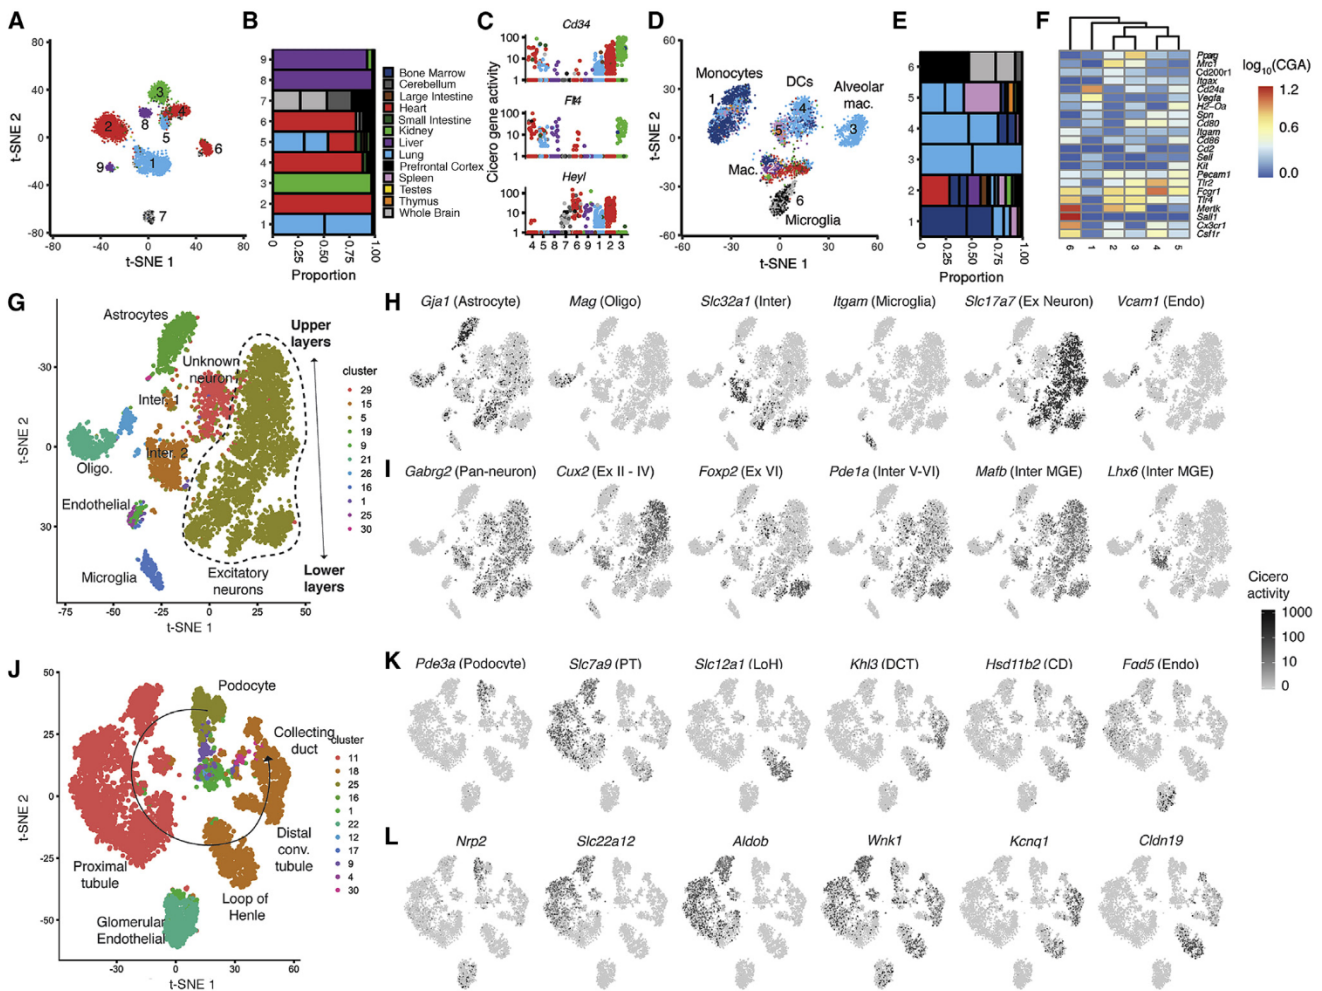 A
B
C
D
E
F
80
40
0
-40
-80
t-SNE 2
-80
-40
0
40
80
t-SNE 1
1
2
3
4
5
6
7
8
9
9
8
7
6
5
4
3
2
1
0.00
0.25
0.50
0.75
1.00
Proportion
Bone Marrow
Cerebellum
Large Intestine
Heart
Small Intestine
Kidney
Liver
Lung
Prefrontal Cortex
Spleen
Testes
Thymus
Whole Brain
Cicero gene activity
Cd34
100
10
1
Flt4
100
10
1
Heyl
100
10
1
4 5 8 7 6 9 1 2 3
60
30
0
-30
-60
t-SNE 2
-60
-30
0
30
60
t-SNE 1
Monocytes
1
DCs
4
Alveolar
mac.
3
5
Mac.
6
Microglia
6
5
4
3
2
1
0.00
0.25
0.50
0.75
1.00
Proportion
Pparg
Mrc1
Cd200r1
Itgax
Cd24a
Vegfa
H2-Oa
Spn
Cd80
Itgam
Cd86
Cd2
Sell
Kit
Pecam1
Tlr2
Fcgr1
Tlr4
Mertk
Sall1
Cx3cr1
Csf1r
6 1 2 3 4 5
log10(CGA)
1.2
0.6
0.0
G
Astrocytes
Unknown
neuron
Inter. 1
Inter. 2
Oligo.
Endothelial
Microglia
Excitatory
neurons
Upper
layers
Lower
layers
-30
0
30
t-SNE 2
-75
-50
-25
0
25
50
t-SNE 1
cluster
29
15
5
19
9
21
26
16
1
25
30
H
Gja1 (Astrocyte)
Mag (Oligo)
Slc32a1 (Inter)
Itgam (Microglia)
Slc17a7 (Ex Neuron)
Vcam1 (Endo)
I
Gabrg2 (Pan-neuron)
Cux2 (Ex II - IV)
Foxp2 (Ex VI)
Pde1a (Inter V-VI)
Mafb (Inter MGE)
Lhx6 (Inter MGE)
Cicero
activity
1000
100
10
0
J
50
25
0
-25
-50
t-SNE 2
-30
0
30
60
t-SNE 1
Podocyte
Collecting
duct
Distal
conv.
tubule
Loop of
Henle
Proximal
tubule
Glomerular
Endothelial
cluster
11
18
25
16
1
22
12
17
9
4
30
K
Pde3a (Podocyte)
Slc7a9 (PT)
Slc12a1 (LoH)
Khl3 (DCT)
Hsd11b2 (CD)
Fad5 (Endo)
L
Nrp2
Slc22a12
Aldob
Wnk1
Kcnq1
Cldn19